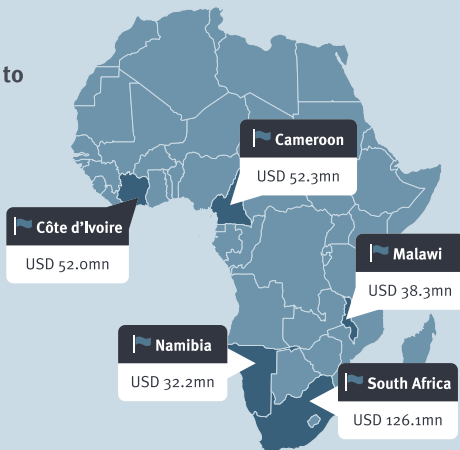 to
Cameroon
USD 52.3mn
Côte d'Ivoire
USD 52.0mn
Malawi
USD 38.3mn
Namibia
USD 32.2mn
South Africa
USD 126.1mn